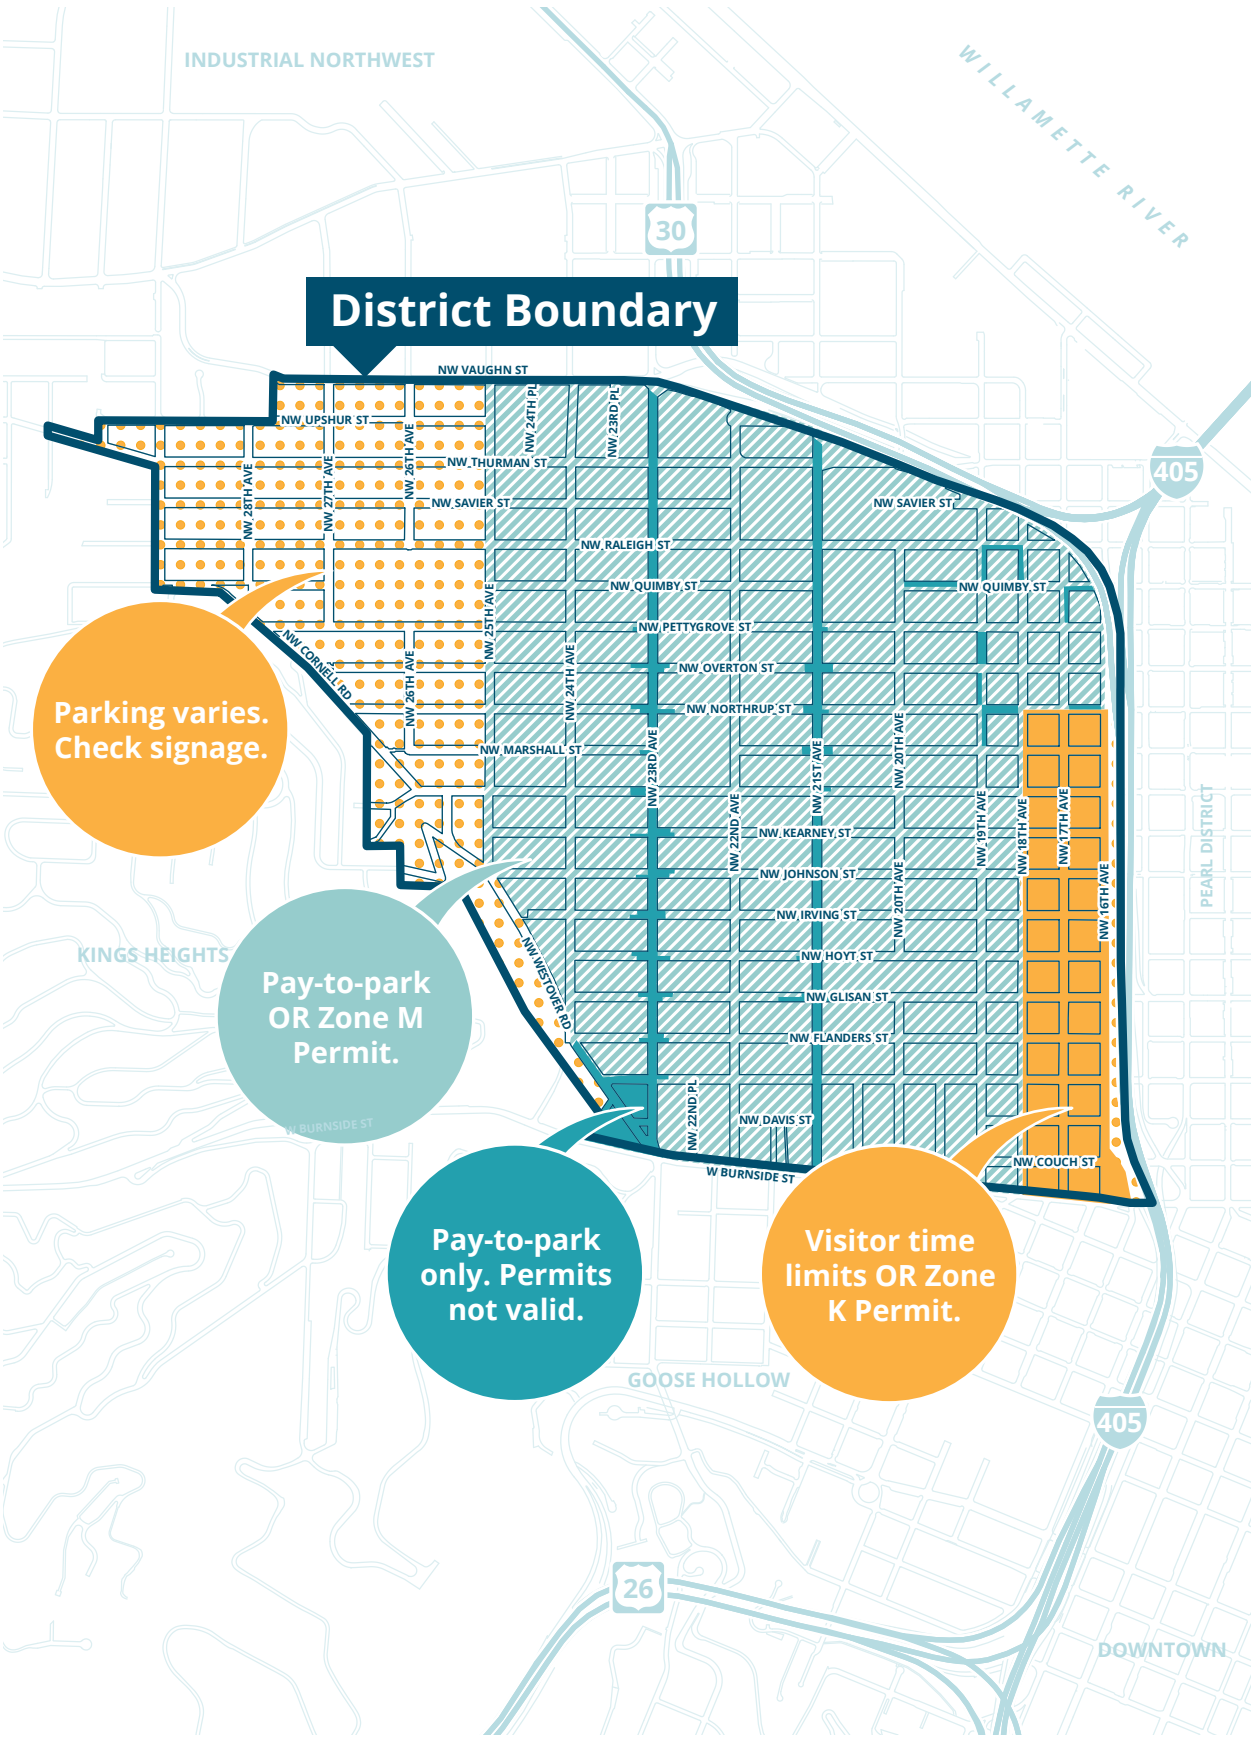 INDUSTRIAL NORTHWEST
WILLAMETTE RIVER
30
District Boundary
NW VAUGHN ST
NW 24TH PL
NW 23RD PL
NW UPSHUR ST
NW 26TH AVE
NW THURMAN ST
405
NW 28TH AVE
NW 27TH AVE
NW SAVIER ST
NW SAVIER ST
NW RALEIGH ST
NW QUIMBY ST
NW QUIMBY ST
NW 25TH AVE
NW PETTYGROVE ST
NW CORNELL RD
NW 26TH AVE
NW 24TH AVE
NW OVERTON ST
NW NORTHRUP ST
Parking varies.
Check signage.
NW MARSHALL ST
NW 23RD AVE
NW 21ST AVE
NW 20TH AVE
NW 22ND AVE
NW 19TH AVE
NW 18TH AVE
NW 17TH AVE
NW 16TH AVE
PEARL DISTRICT
NW KEARNEY ST
NW JOHNSON ST
NW 20TH AVE
NW IRVING ST
KINGS HEIGHTS
NW WESTOVER RD
NW HOYT ST
Pay-to-park
OR Zone M
Permit.
NW GLISAN ST
NW FLANDERS ST
W BURNSIDE ST
NW 22ND PL
NW DAVIS ST
NW COUCH ST
W BURNSIDE ST
Pay-to-park
only. Permits
not valid.
Visitor time
limits OR Zone
K Permit.
GOOSE HOLLOW
405
26
DOWNTOWN